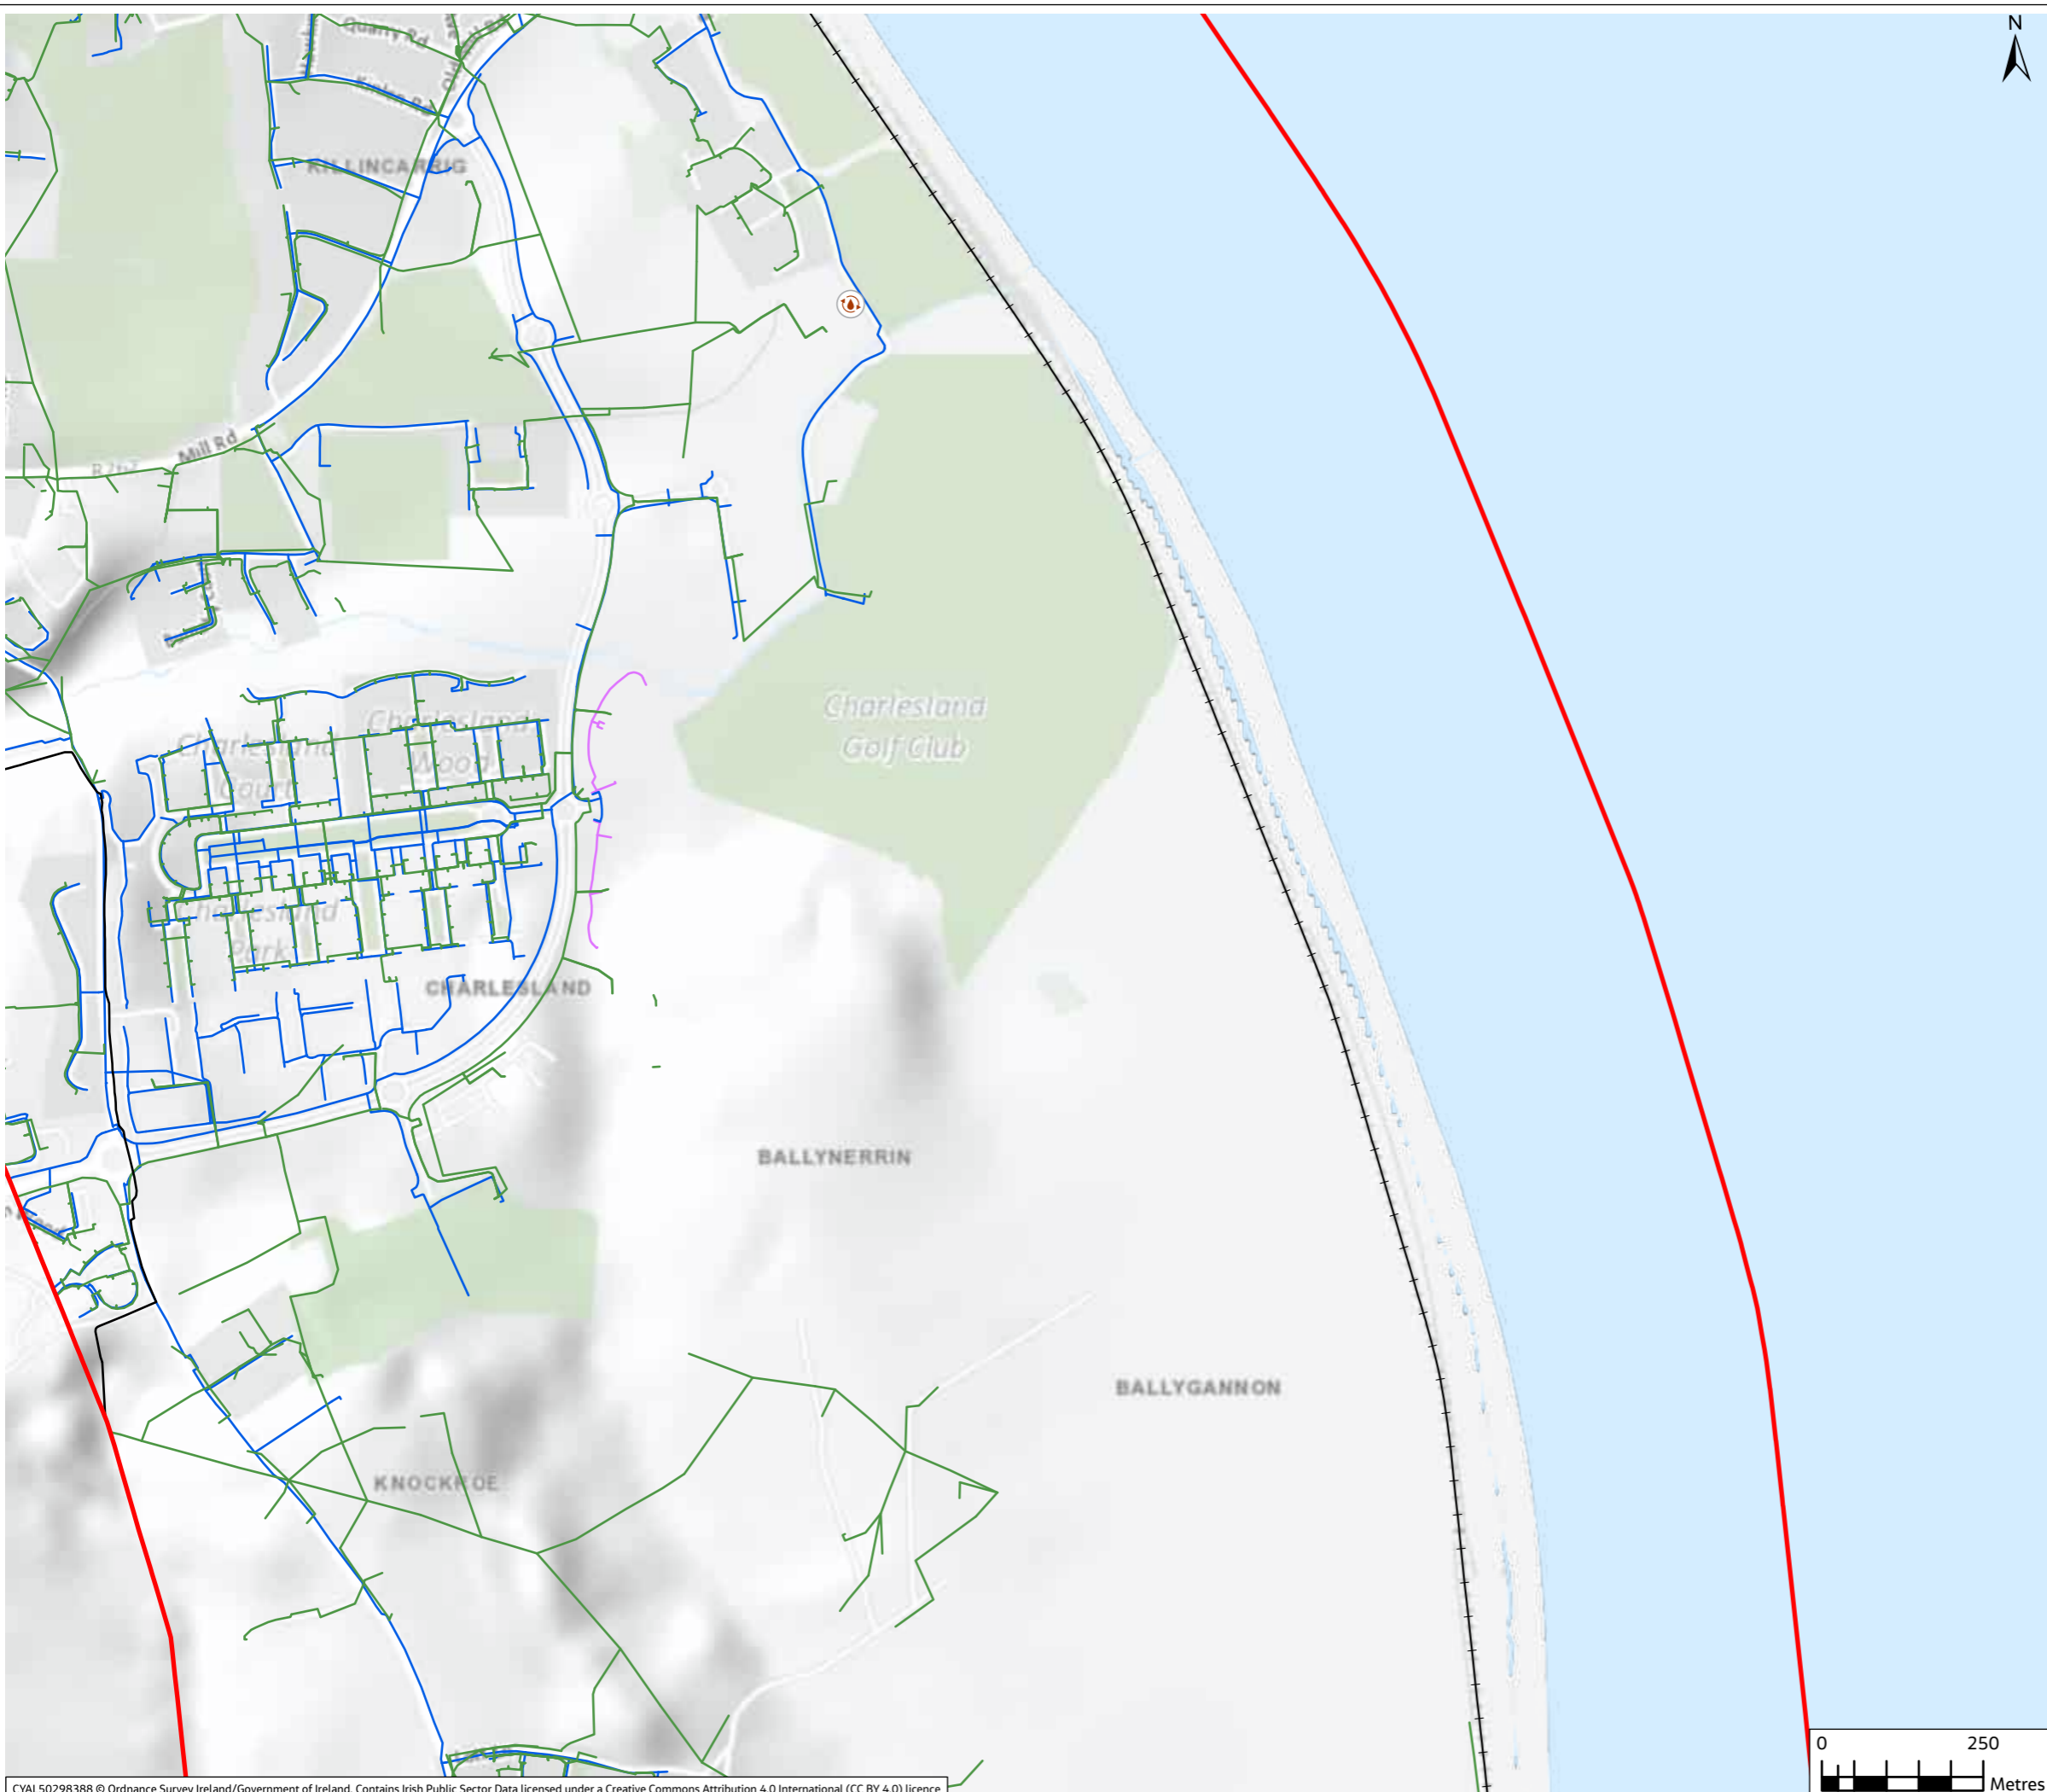 N
Quarry Rd
KILLINCARRIG
Mill Rd
R762
Charlesland
Golf Club
Charlesland
Wood
Charlesland
Court
Charlesland
Park
CHARLESLAND
BALLYNERRIN
BALLYGANNON
KNOCKROE
0 250
Metres
CYAL50298388 © Ordnance Survey Ireland/Government of Ireland. Contains Irish Public Sector Data licensed under a Creative Commons Attribution 4.0 International (CC BY 4.0) licence